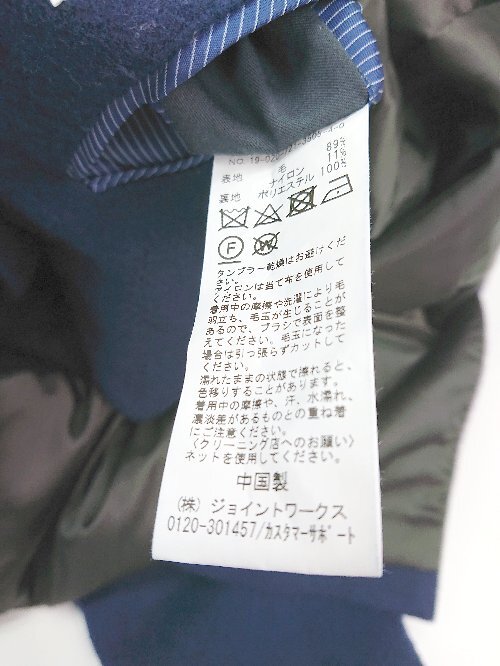 表地 毛 89%
ナイロン 11%
裏地 ポリエステル 100%
F W
タンブラー乾燥はお避けくだ
さい。
アイロンは当て布を使用して
ください。
着用中の摩擦や洗濯により毛
羽立ち、毛玉が生じることが
あるので、ブラシで表面を整
えてください。毛玉になった
場合は引っ張らずカットして
ください。
濡れたままの状態で擦れると、
色移りすることがあります。
着用中の摩擦や、汗、水濡れ、
濃淡差があるものとの重ね着
にご注意ください。
〈クリーニング店へのお願い〉
ネットを使用してください。
中国製
(株) ジョイントワークス
0120-301457/カスタマーサポート